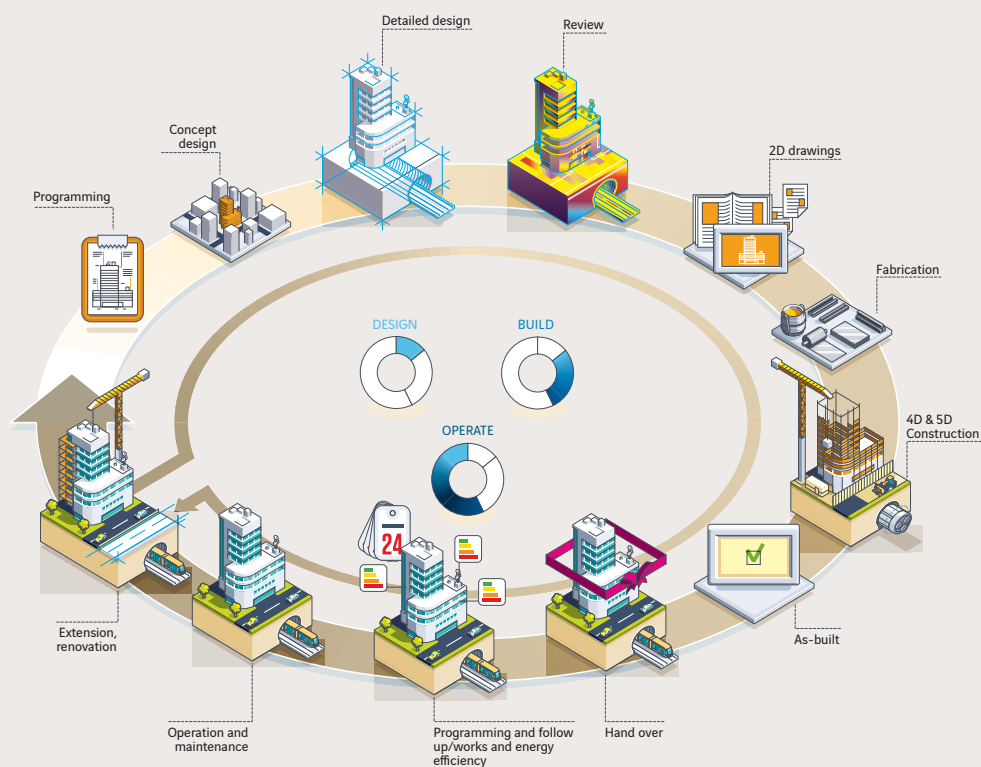 Detailed design
Review
Concept
design
2D drawings
Programming
Fabrication
DESIGN
BUILD
4D & 5D
Construction
OPERATE
24
Extension,
renovation
As-built
Operation and
maintenance
Programming and follow
up/works and energy
efficiency
Hand over